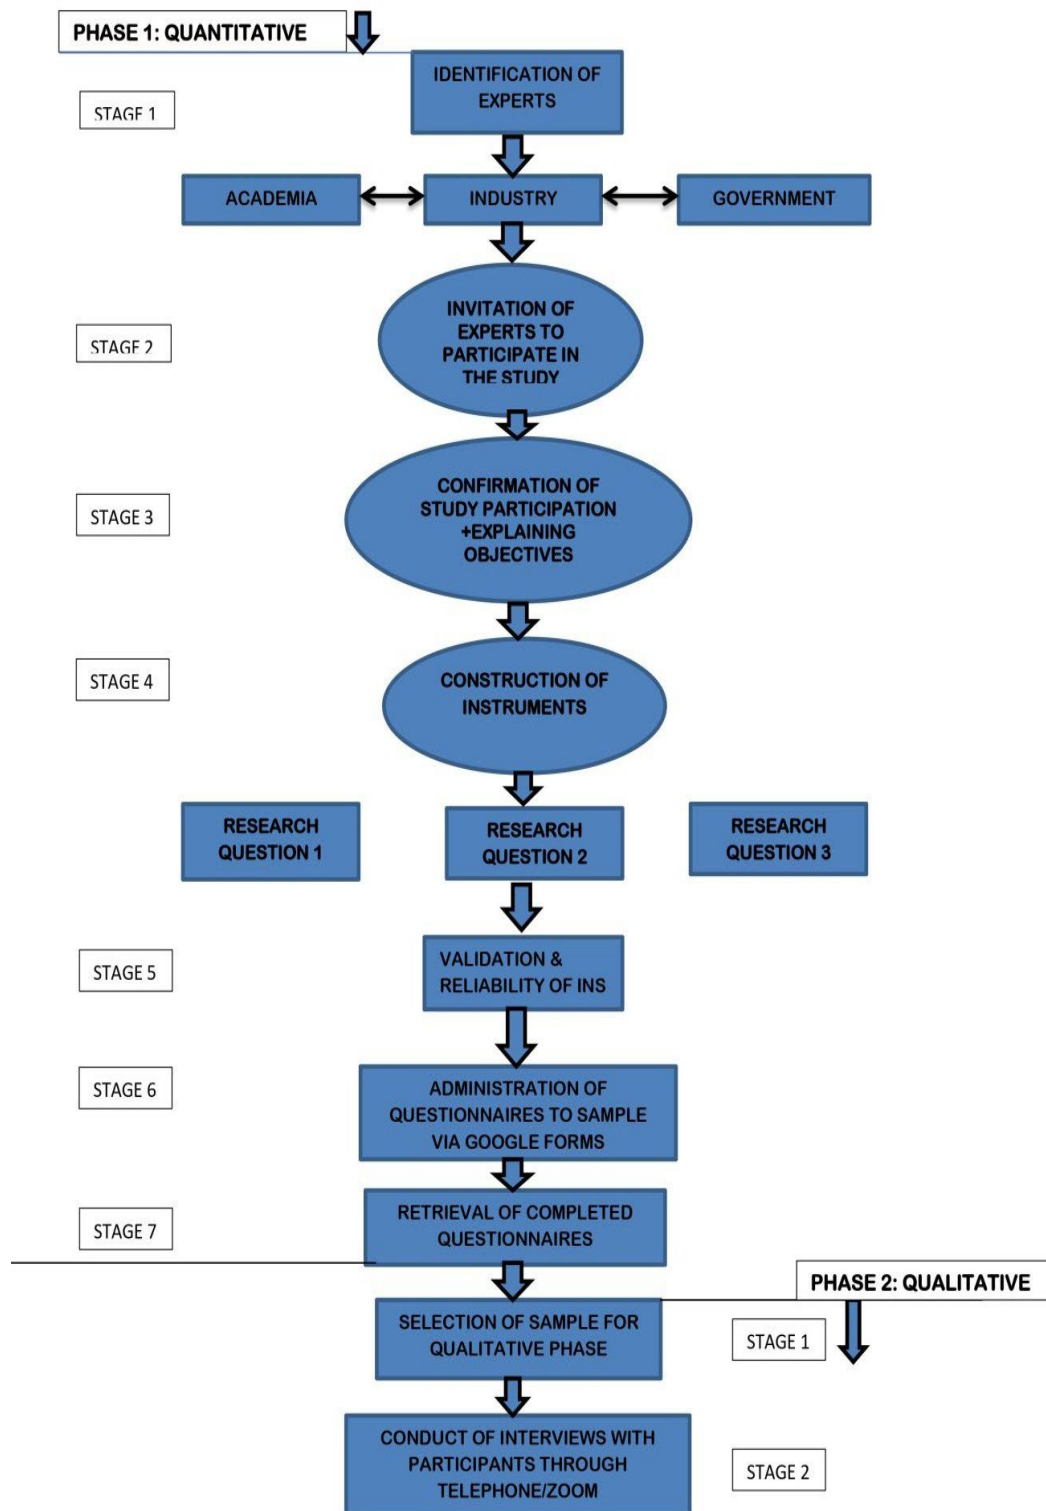 PHASE 1: QUANTITATIVE
IDENTIFICATION OF
EXPERTS
STAGE 1
ACADEMIA
INDUSTRY
GOVERNMENT
INVITATION OF
EXPERTS TO
PARTICIPATE IN
THE STUDY
STAGE 2
CONFIRMATION OF
STUDY PARTICIPATION
+EXPLAINING
OBJECTIVES
STAGE 3
CONSTRUCTION OF
INSTRUMENTS
STAGE 4
RESEARCH
QUESTION 1
RESEARCH
QUESTION 2
RESEARCH
QUESTION 3
VALIDATION &
RELIABILITY OF INS
STAGE 5
ADMINISTRATION OF
QUESTIONNAIRES TO SAMPLE
VIA GOOGLE FORMS
STAGE 6
RETRIEVAL OF COMPLETED
QUESTIONNAIRES
STAGE 7
PHASE 2: QUALITATIVE
SELECTION OF SAMPLE FOR
QUALITATIVE PHASE
STAGE 1
CONDUCT OF INTERVIEWS WITH
PARTICIPANTS THROUGH
TELEPHONE/ZOOM
STAGE 2